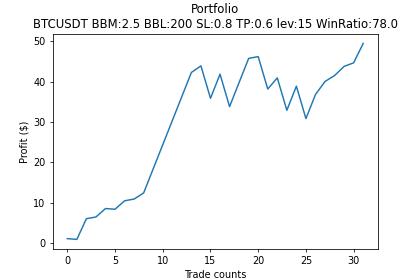 Portfolio
BTCUSDT BBM:2.5 BBL:200 SL:0.8 TP:0.6 lev:15 WinRatio:78.0
50
40
30
20
10
0
Profit ($)
0 5 10 15 20 25 30
Trade counts